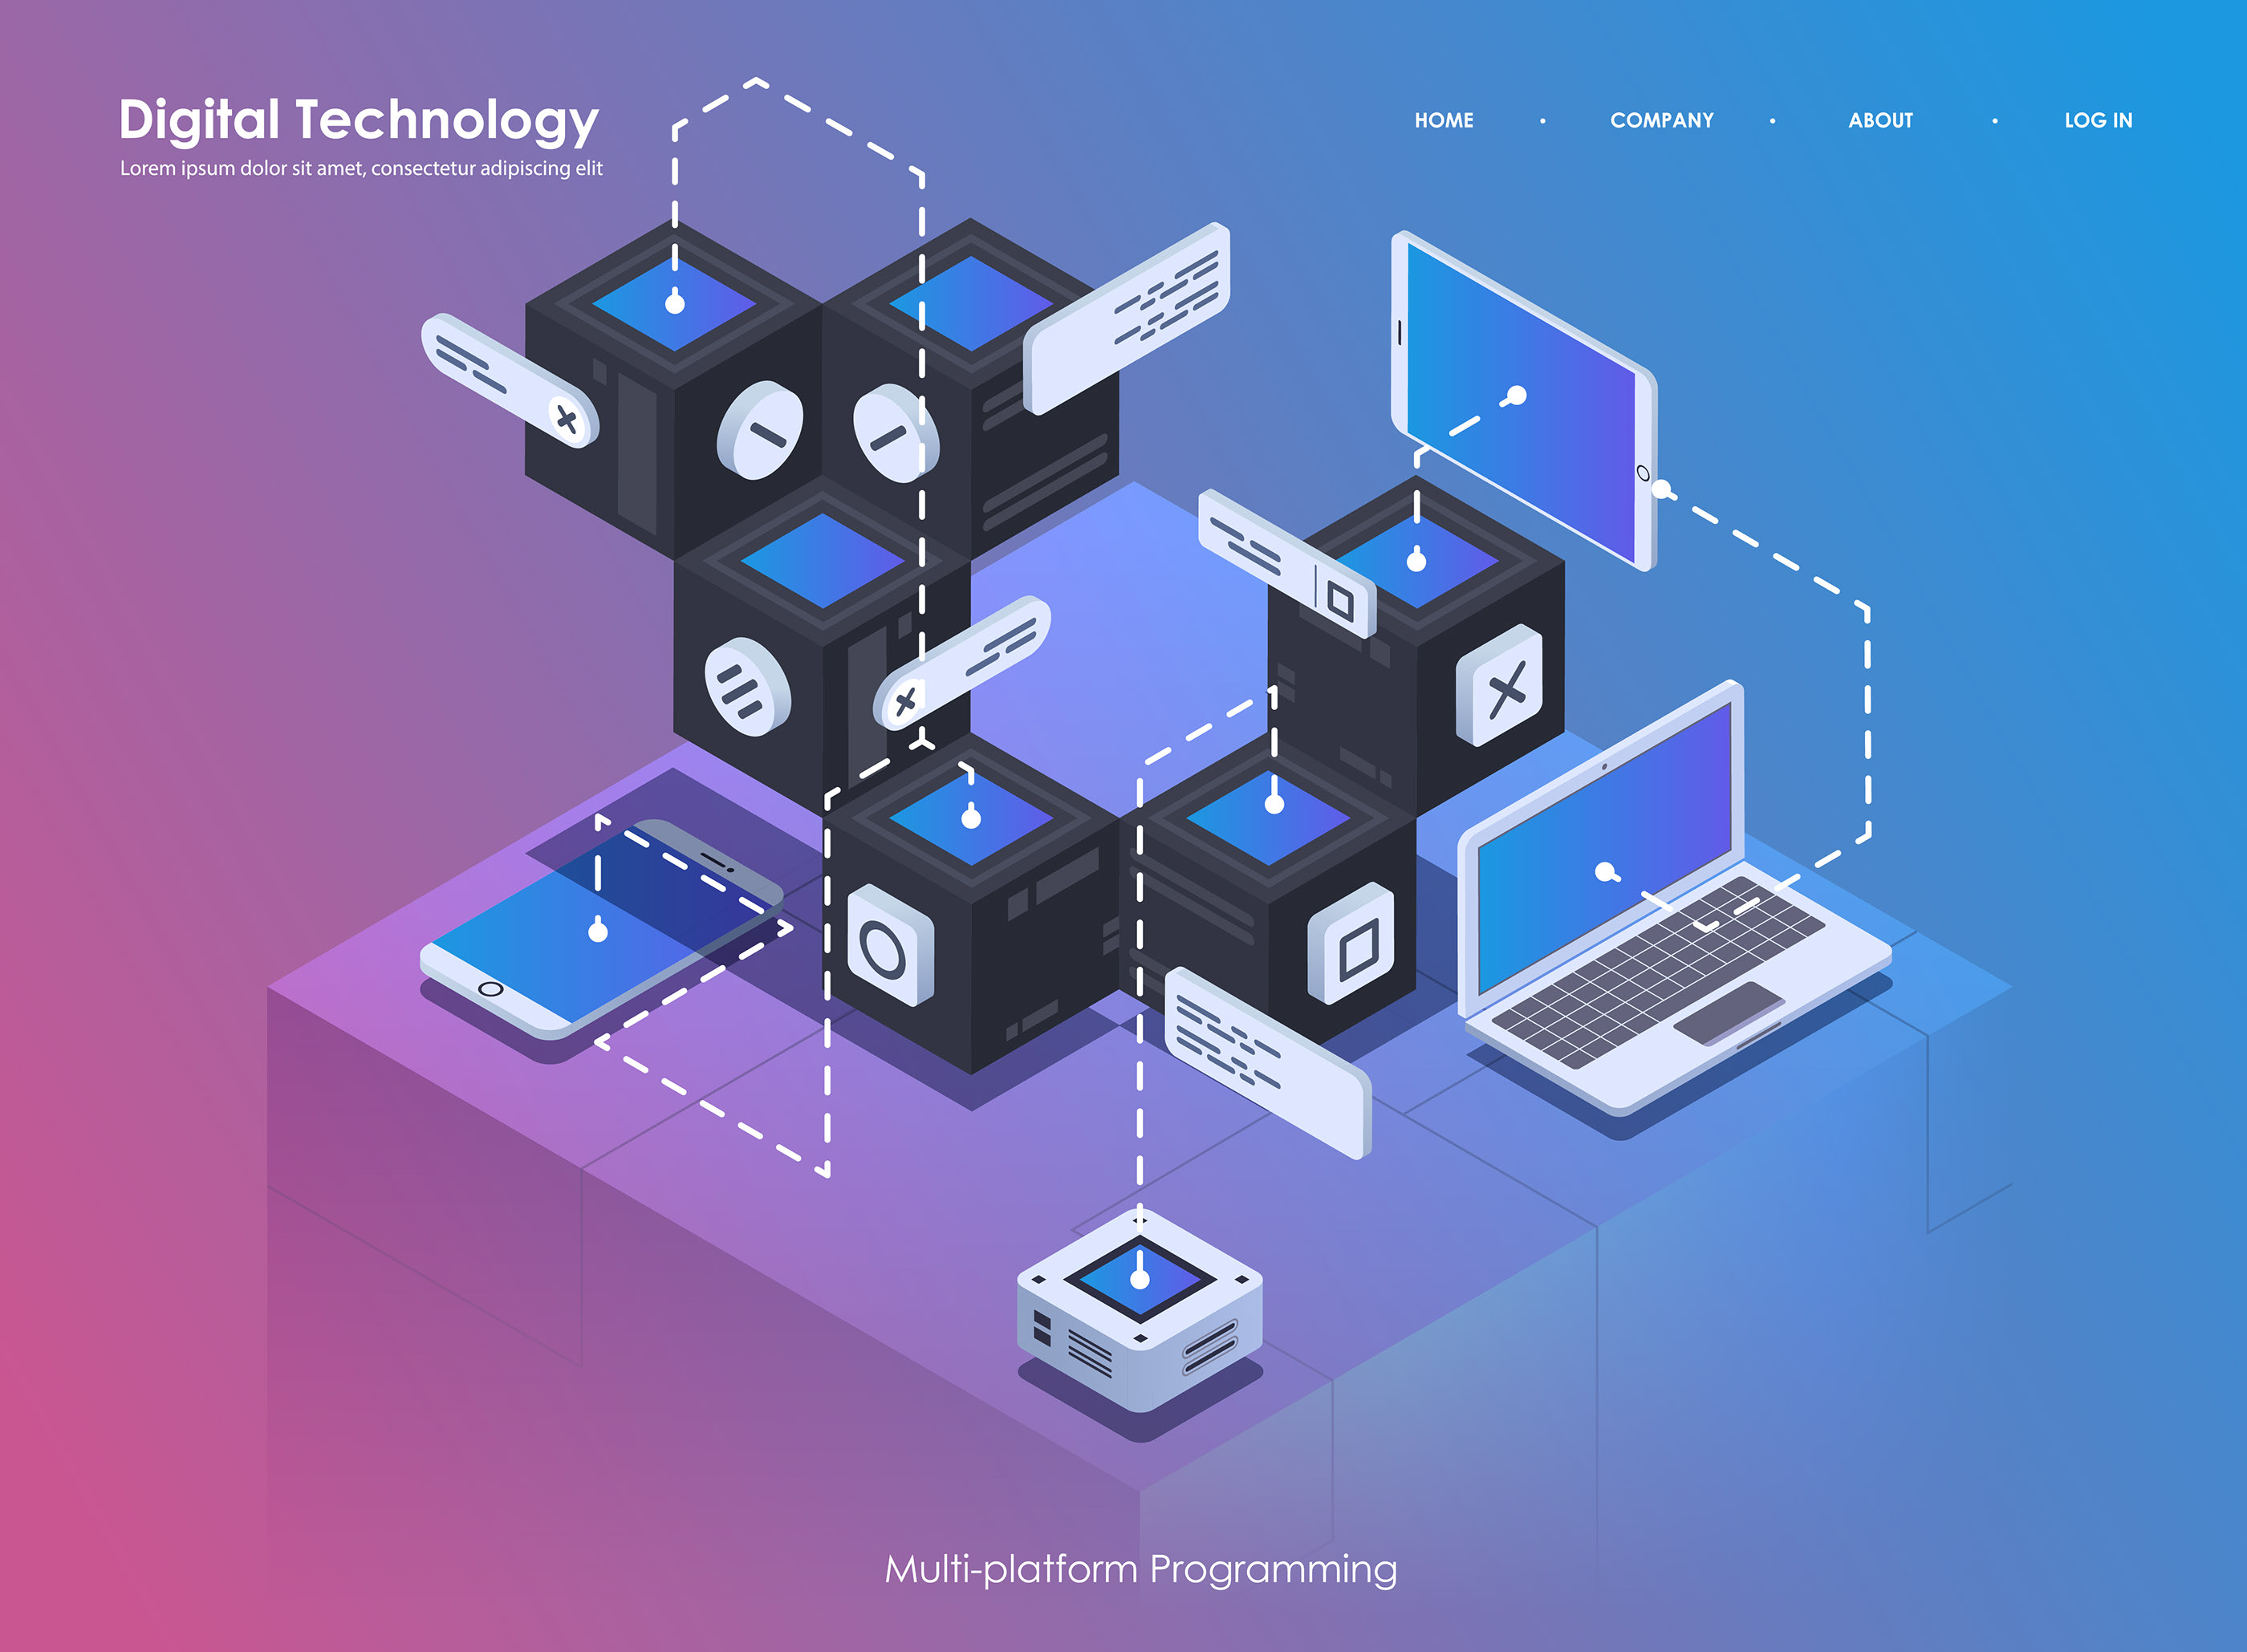 Digital Technology
Lorem ipsum dolor sit amet, consectetur adipiscing elit
HOME • COMPANY • ABOUT • LOG IN
Multi-platform Programming